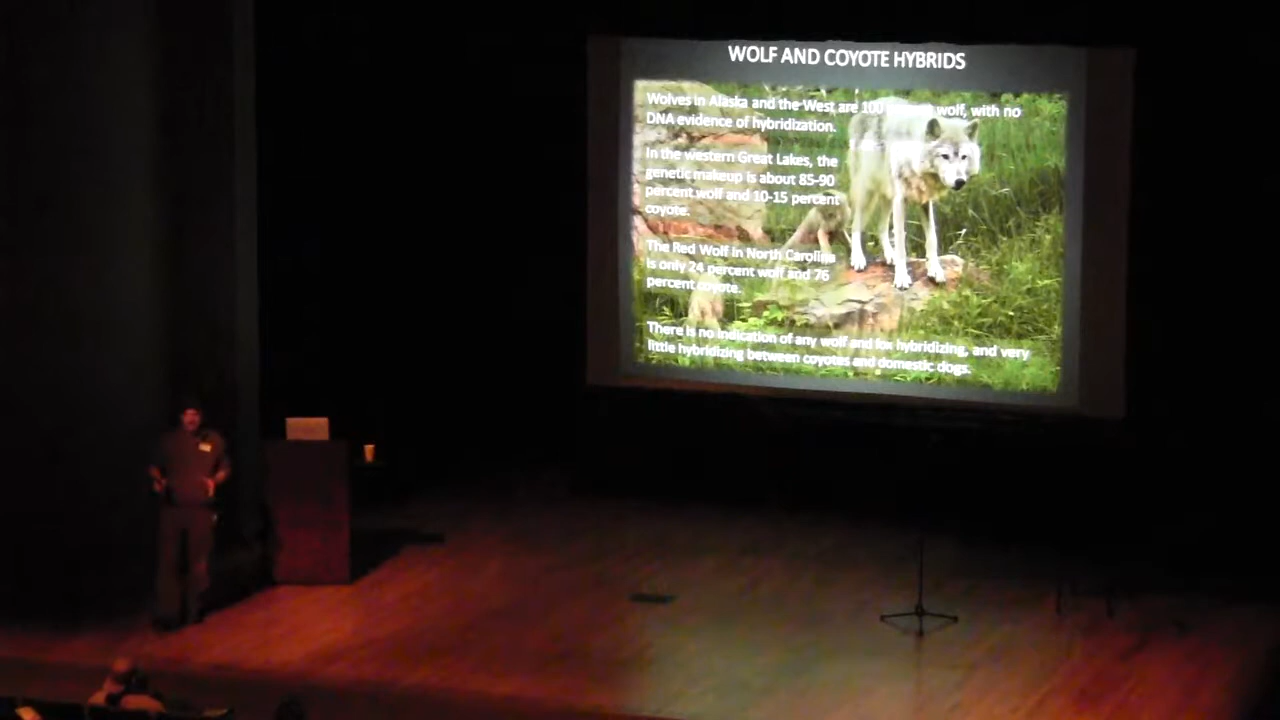 WOLF AND COYOTE HYBRIDS
Wolves in Alaska and the West are 100 wolf, with no
DNA evidence of hybridization.
In the western Great Lakes, the
genetic makeup is about 85-90
percent wolf and 10-15 percent
coyote.
The Red Wolf in North Carolina
is only 24 percent wolf and 76
percent coyote.
There is no indication of any wolf and fox hybridizing, and very
little hybridizing between coyotes and domestic dogs.